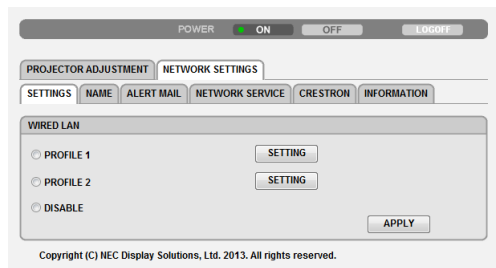 POWER ON OFF LOGOFF
PROJECTOR ADJUSTMENT NETWORK SETTINGS
SETTINGS NAME ALERT MAIL NETWORK SERVICE CRESTRON INFORMATION
WIRED LAN
PROFILE 1 SETTING
PROFILE 2 SETTING
DISABLE
APPLY
Copyright (C) NEC Display Solutions, Ltd. 2013. All rights reserved.